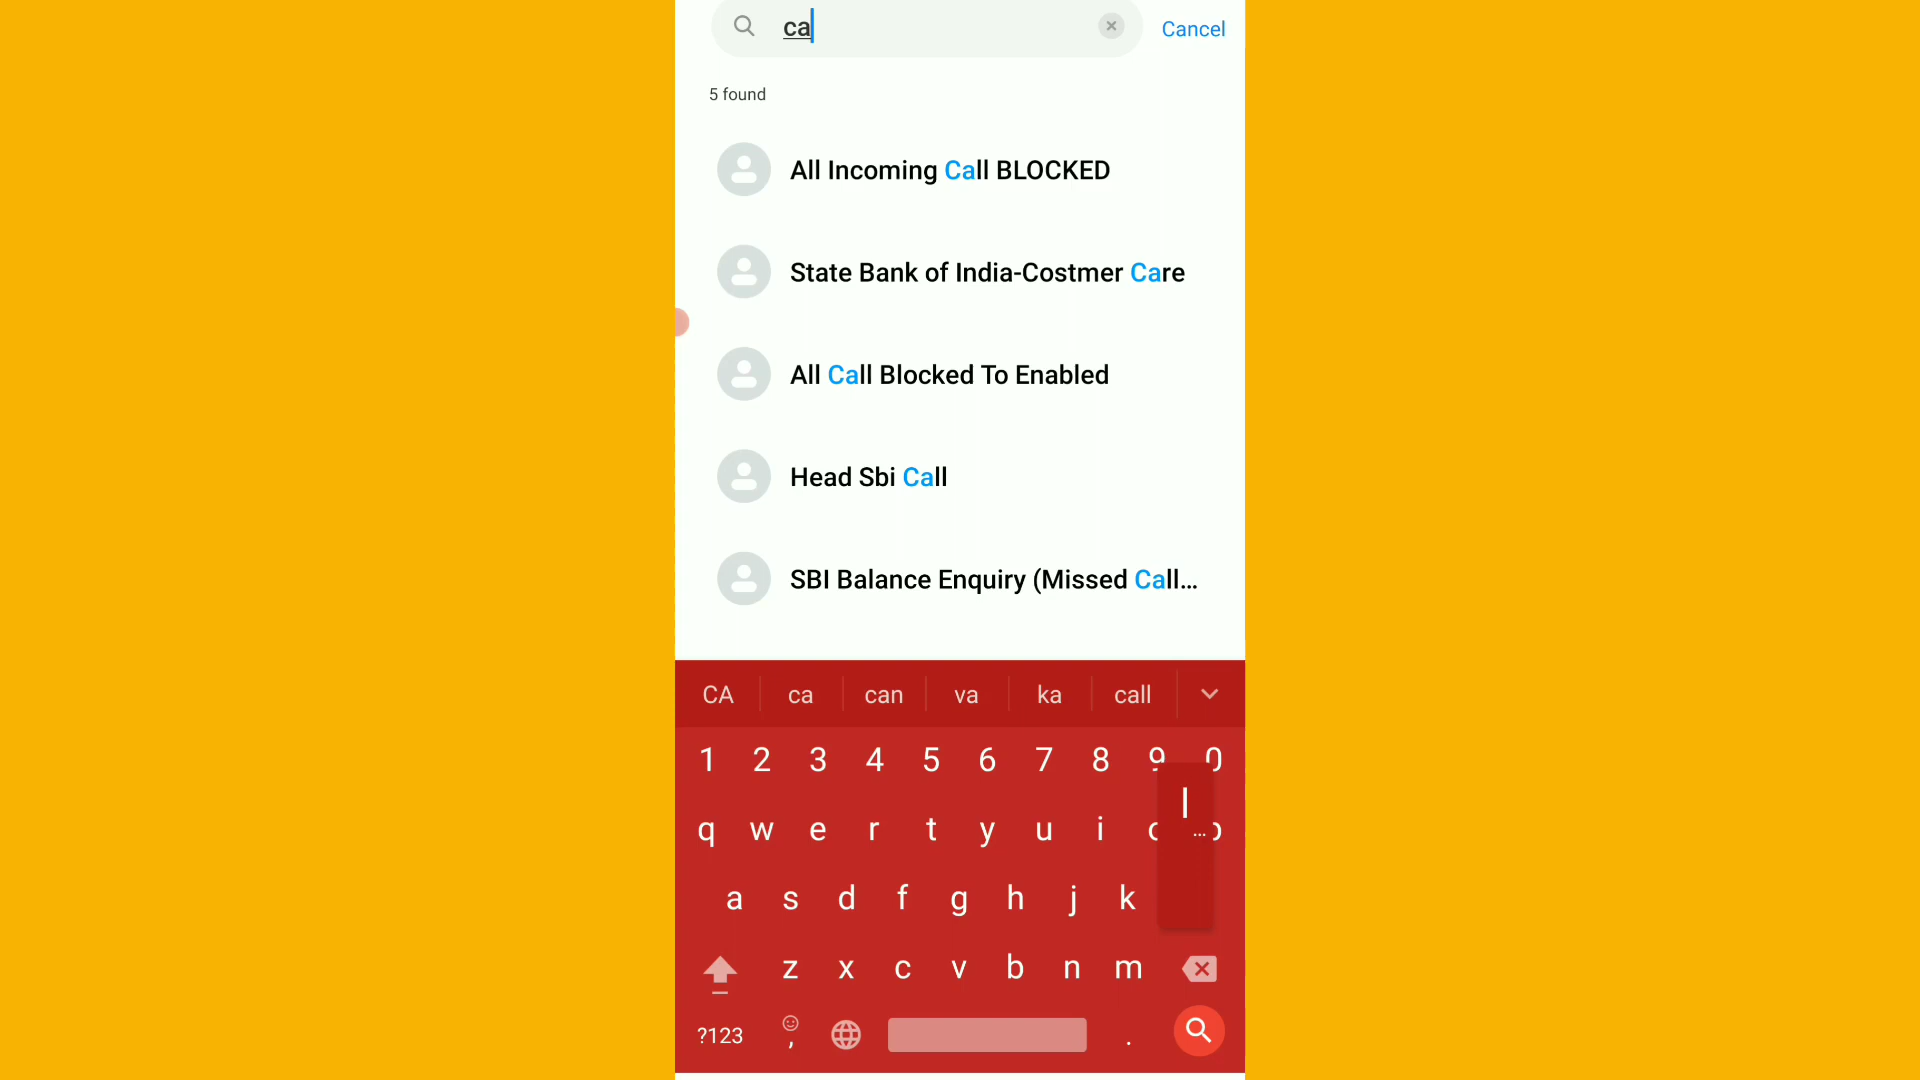 ca
Cancel
5 found
All Incoming Call BLOCKED
State Bank of India-Costmer Care
All Call Blocked To Enabled
Head Sbi Call
SBI Balance Enquiry (Missed Call...
CA ca can va ka call
1 2 3 4 5 6 7 8 9 0
q w e r t y u i o p
l
...
a s d f g h j k
z x c v b n m
?123 , .